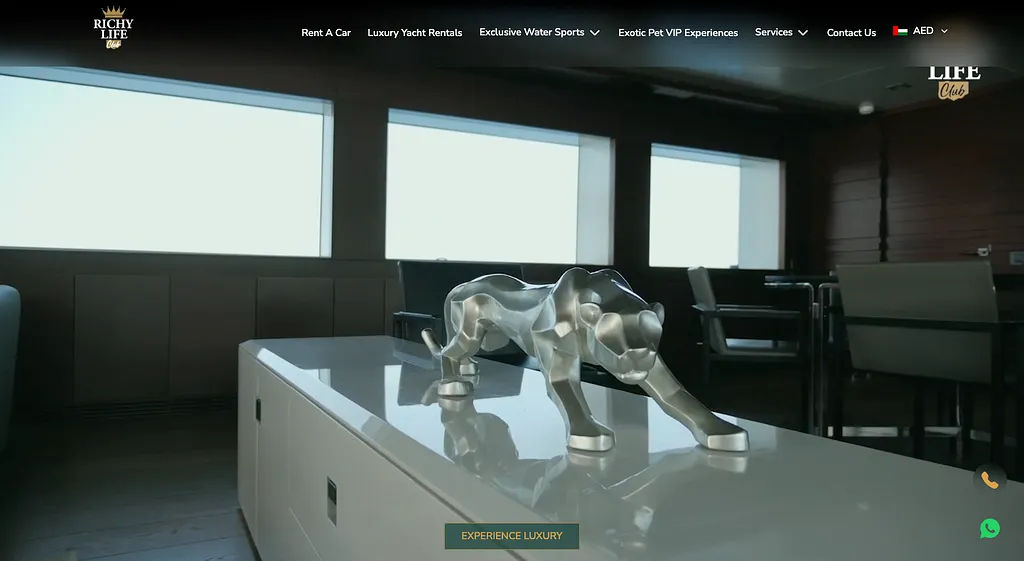 RICHY
LIFE
Club
Rent A Car
Luxury Yacht Rentals
Exclusive Water Sports
Exotic Pet VIP Experiences
Services
Contact Us
AED
LIFE
Club
EXPERIENCE LUXURY